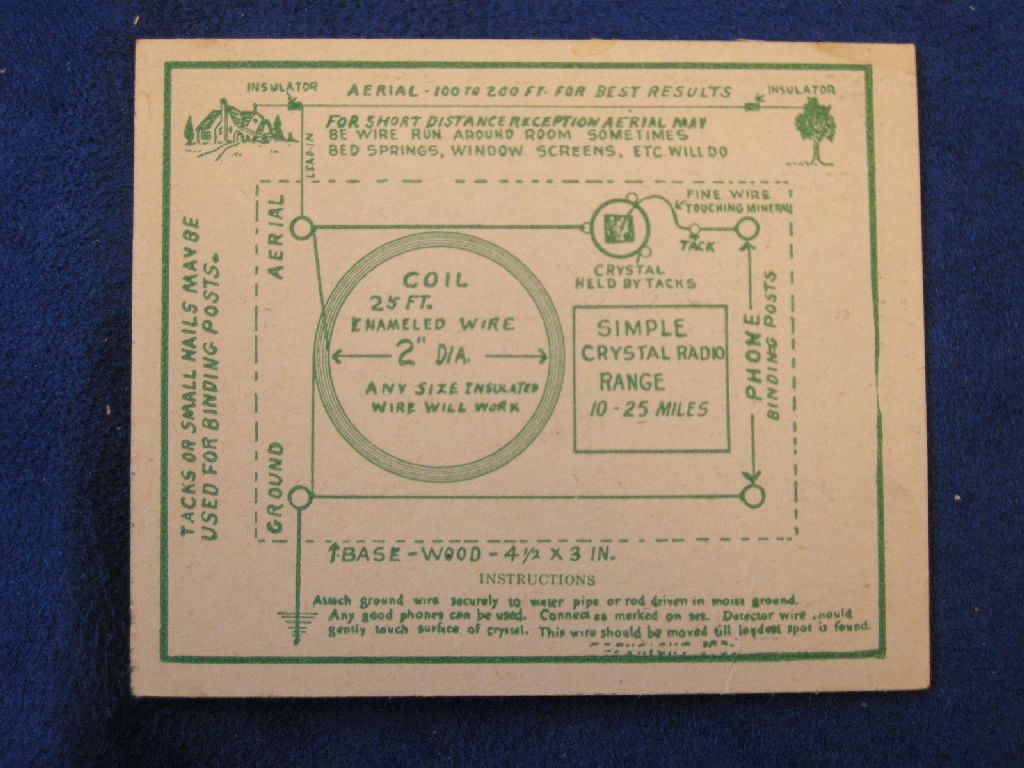 INSULATOR
AERIAL - 100 TO 200 FT. FOR BEST RESULTS
INSULATOR
FOR SHORT DISTANCE RECEPTION AERIAL MAY
BE WIRE RUN AROUND ROOM SOMETIMES
BED SPRINGS, WINDOW SCREENS, ETC. WILL DO
LEAD-IN
TACKS OR SMALL NAILS MAY BE
USED FOR BINDING POSTS.
AERIAL
FINE WIRE
TOUCHING MINERAL
TACK
CRYSTAL
HELD BY TACKS
COIL
25 FT.
ENAMELED WIRE
2" DIA.
ANY SIZE INSULATED
WIRE WILL WORK
SIMPLE
CRYSTAL RADIO
RANGE
10 - 25 MILES
PHONE
BINDING POSTS
GROUND
BASE - WOOD - 4 1/2 X 3 IN.
INSTRUCTIONS
Attach ground wire securely to water pipe or rod driven in moist ground.
Any good phones can be used. Connect as marked on set. Detector wire should
gently touch surface of crystal. This wire should be moved till loudest spot is found.